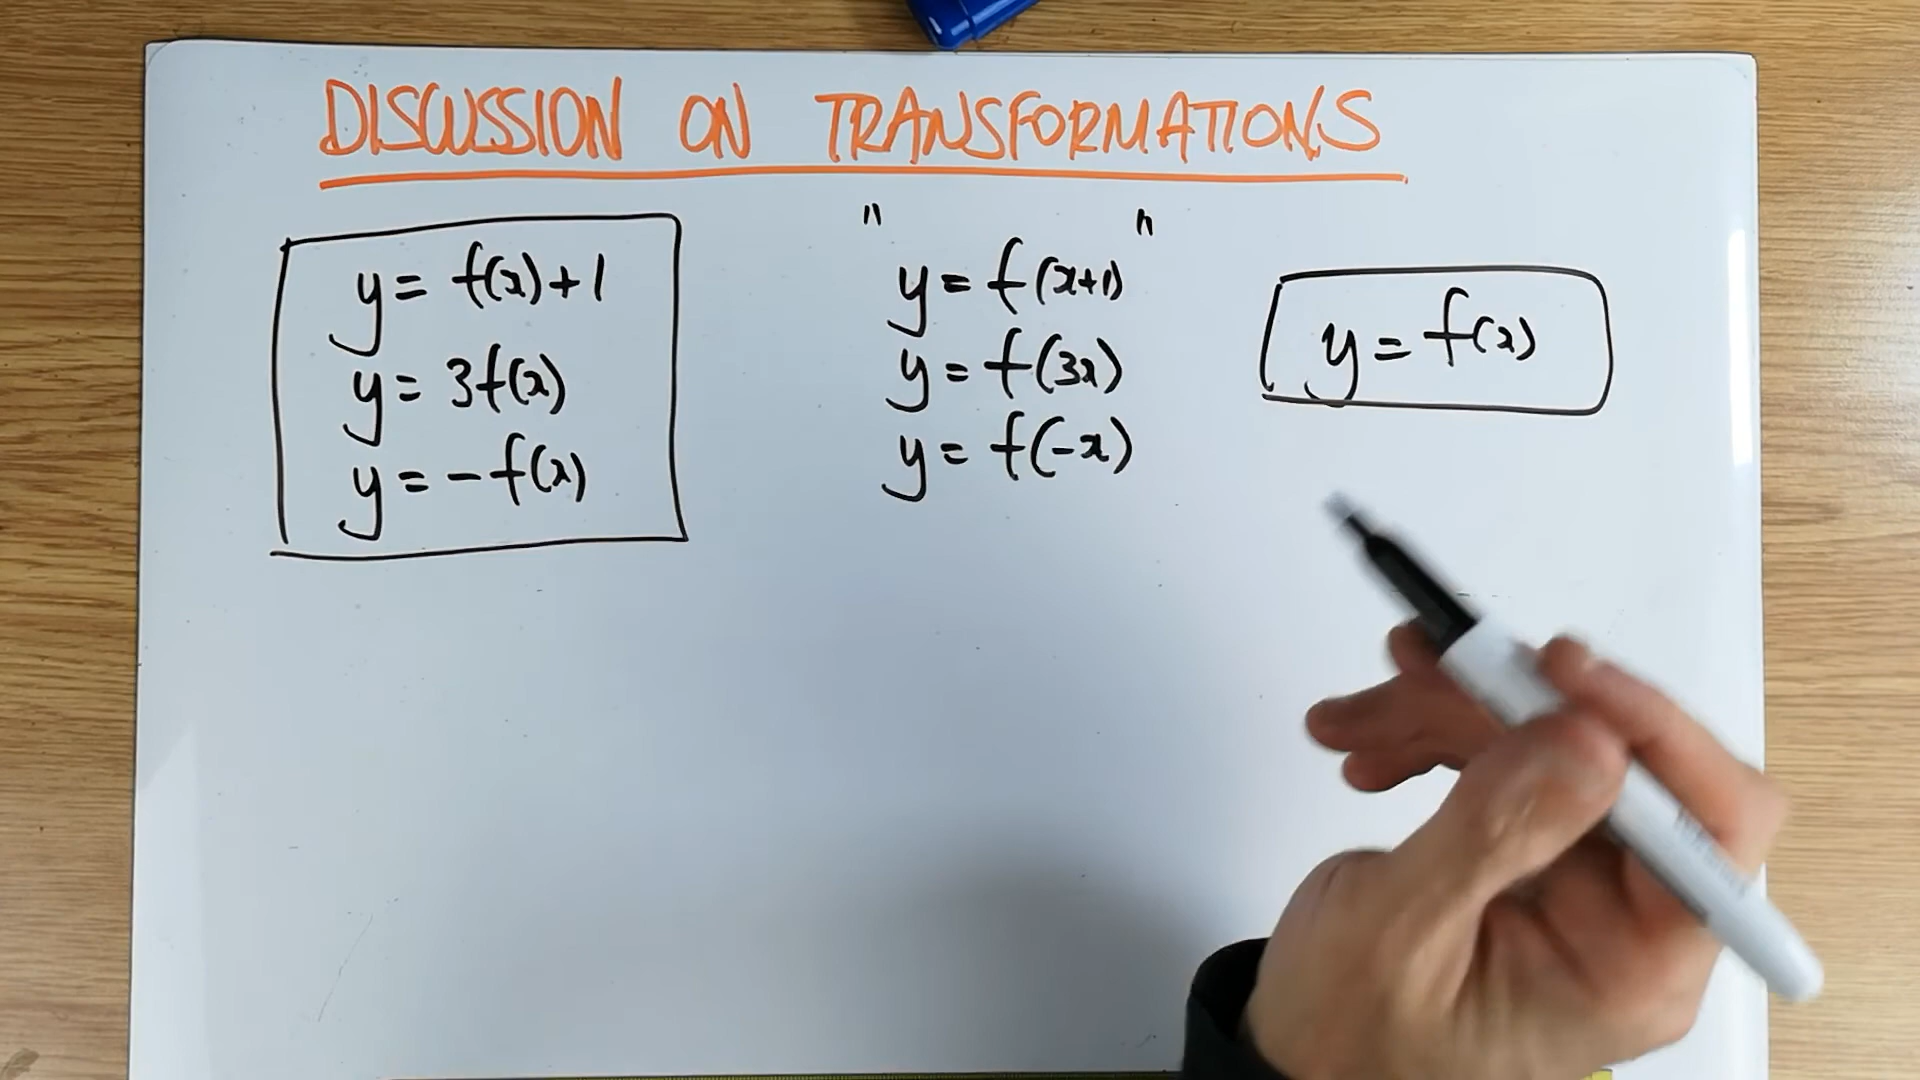 DISCUSSION ON TRANSFORMATIONS
y = f(x)+1
y = 3f(x)
y = -f(x)
" "
y = f(x+1)
y = f(3x)
y = f(-x)
y = f(x)